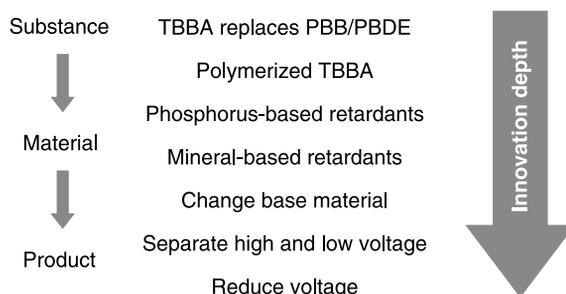 Substance
TBBA replaces PBB/PBDE
Polymerized TBBA
Phosphorus-based retardants
Material
Mineral-based retardants
Change base material
Separate high and low voltage
Product
Reduce voltage
Innovation depth